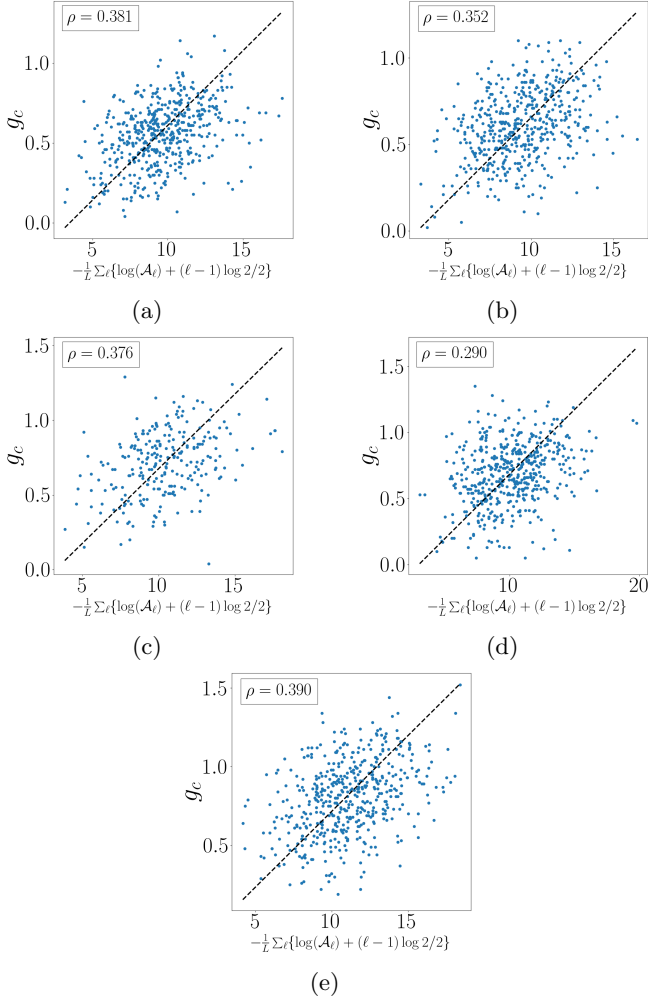 ρ = 0.381
g_c
1.0
0.5
0.0
5 10 15
−1/L Σ_ℓ{log(𝒜_ℓ) + (ℓ − 1) log 2/2}
(a)
ρ = 0.352
g_c
1.0
0.5
0.0
5 10 15
−1/L Σ_ℓ{log(𝒜_ℓ) + (ℓ − 1) log 2/2}
(b)
ρ = 0.376
g_c
1.5
1.0
0.5
0.0
5 10 15
−1/L Σ_ℓ{log(𝒜_ℓ) + (ℓ − 1) log 2/2}
(c)
ρ = 0.290
g_c
1.5
1.0
0.5
0.0
10 20
−1/L Σ_ℓ{log(𝒜_ℓ) + (ℓ − 1) log 2/2}
(d)
ρ = 0.390
g_c
1.5
1.0
0.5
5 10 15
−1/L Σ_ℓ{log(𝒜_ℓ) + (ℓ − 1) log 2/2}
(e)